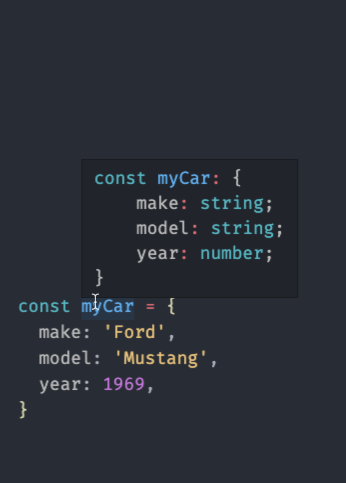 const myCar: {
    make: string;
    model: string;
    year: number;
}
const myCar = {
  make: 'Ford',
  model: 'Mustang',
  year: 1969,
}